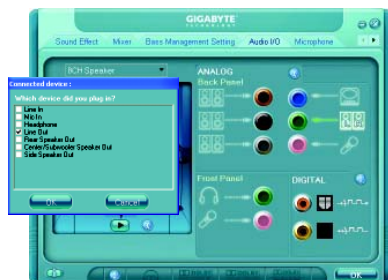 GIGABYTE
TECHNOLOGY
Sound Effect Mixer Bass Management Setting Audio I/O Microphone
8CH Speaker
ANALOG
Back Panel
Connected device :
Which device did you plug in?
Line In
Mic In
Headphone
Line Out
Rear Speaker Out
Center/Subwoofer Speaker Out
Side Speaker Out
OK Cancel
Front Panel
DIGITAL
OK